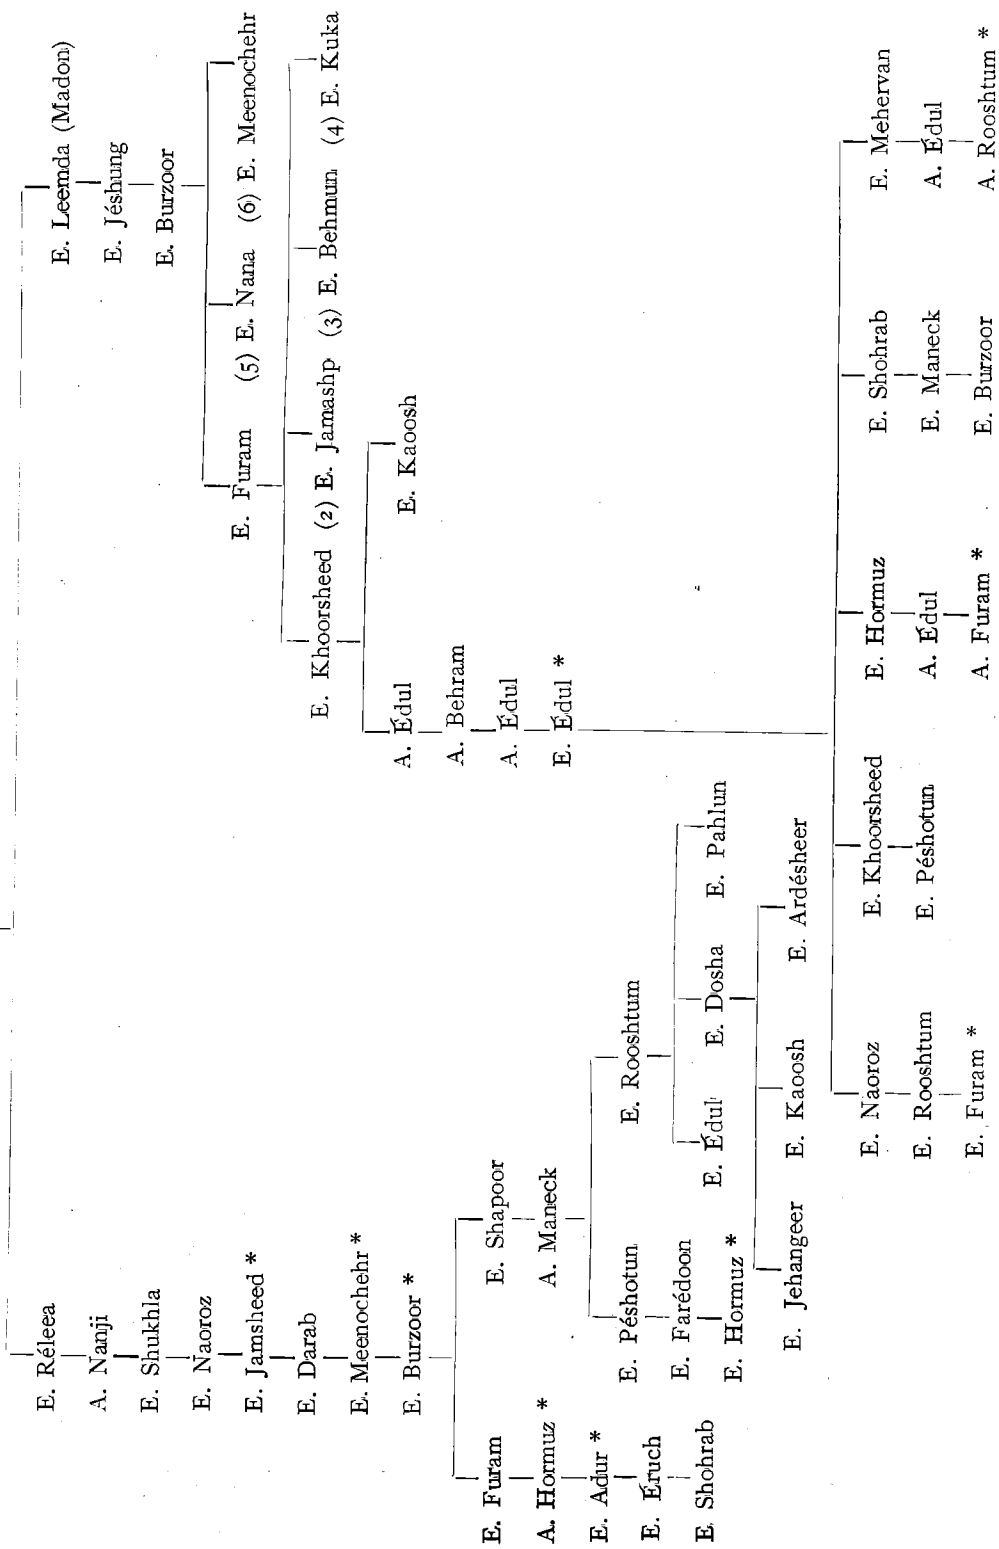 E. Réleea E. Leemda (Madon)
A. Nanji E. Jéshung
E. Shukhla E. Burzoor
E. Naoroz
E. Furam (5) E. Nana (6) E. Meenochehr
E. Jamsheed *
E. Darab
E. Khoorsheed (2) E. Jamashp (3) E. Behmun (4) E. Kuka
E. Meenochehr *
A. Édul E. Kaoosh
E. Burzoor *
A. Behram
E. Furam E. Shapoor A. Édul
A. Hormuz * A. Maneck E. Édul *
E. Adur *
E. Péshotun E. Rooshtum
E. Éruch
E. Farédoon
E Shohrab
E. Édul E. Dosha E. Pahlun
E. Hormuz *
E. Jehangeer E. Kaoosh E. Ardésheer
E. Naoroz E. Khoorsheed E. Hormuz E. Shohrab E. Mehervan
E. Rooshtum E. Péshotun A. Édul E. Maneck A. Édul
E. Furam * A. Furam * E. Burzoor A. Rooshtum *